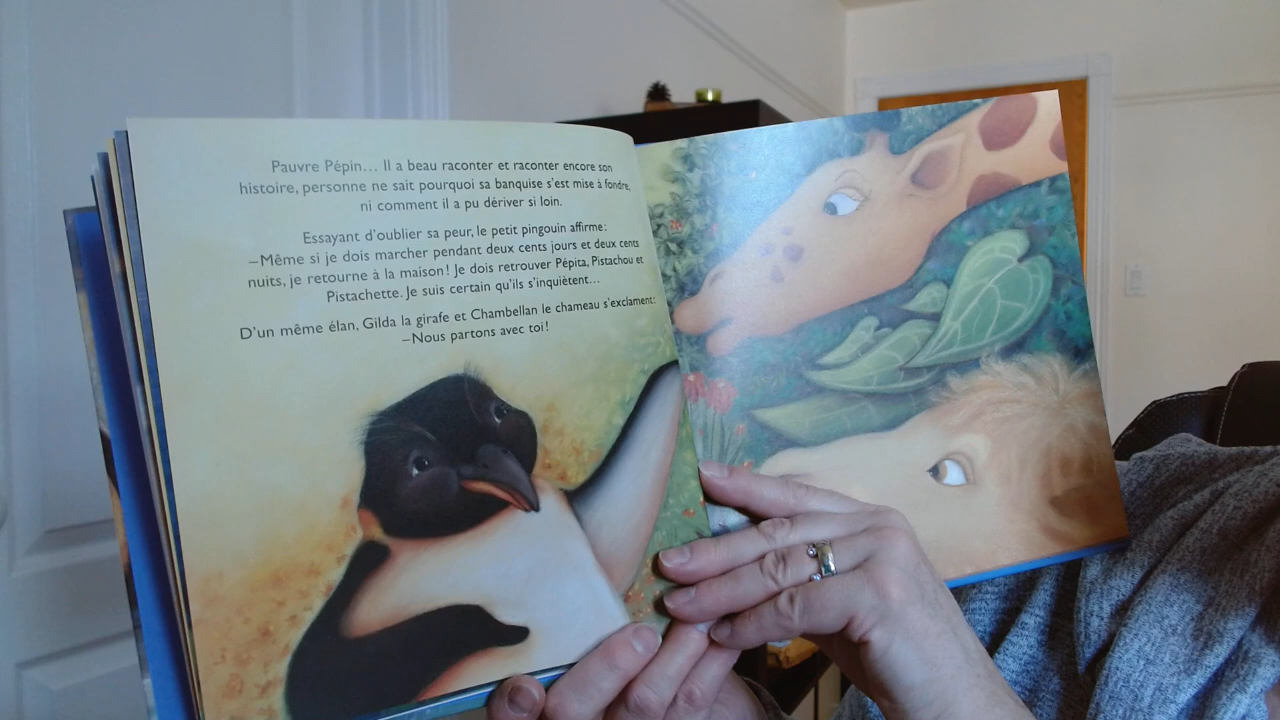 Pauvre Pépin… Il a beau raconter et raconter encore son
histoire, personne ne sait pourquoi sa banquise s'est mise à fondre,
ni comment il a pu dériver si loin.
Essayant d'oublier sa peur, le petit pingouin affirme :
–Même si je dois marcher pendant deux cents jours et deux cents
nuits, je retourne à la maison ! Je dois retrouver Pépita, Pistachou et
Pistachette. Je suis certain qu'ils s'inquiètent…
D'un même élan, Gilda la girafe et Chambellan le chameau s'exclament :
–Nous partons avec toi !